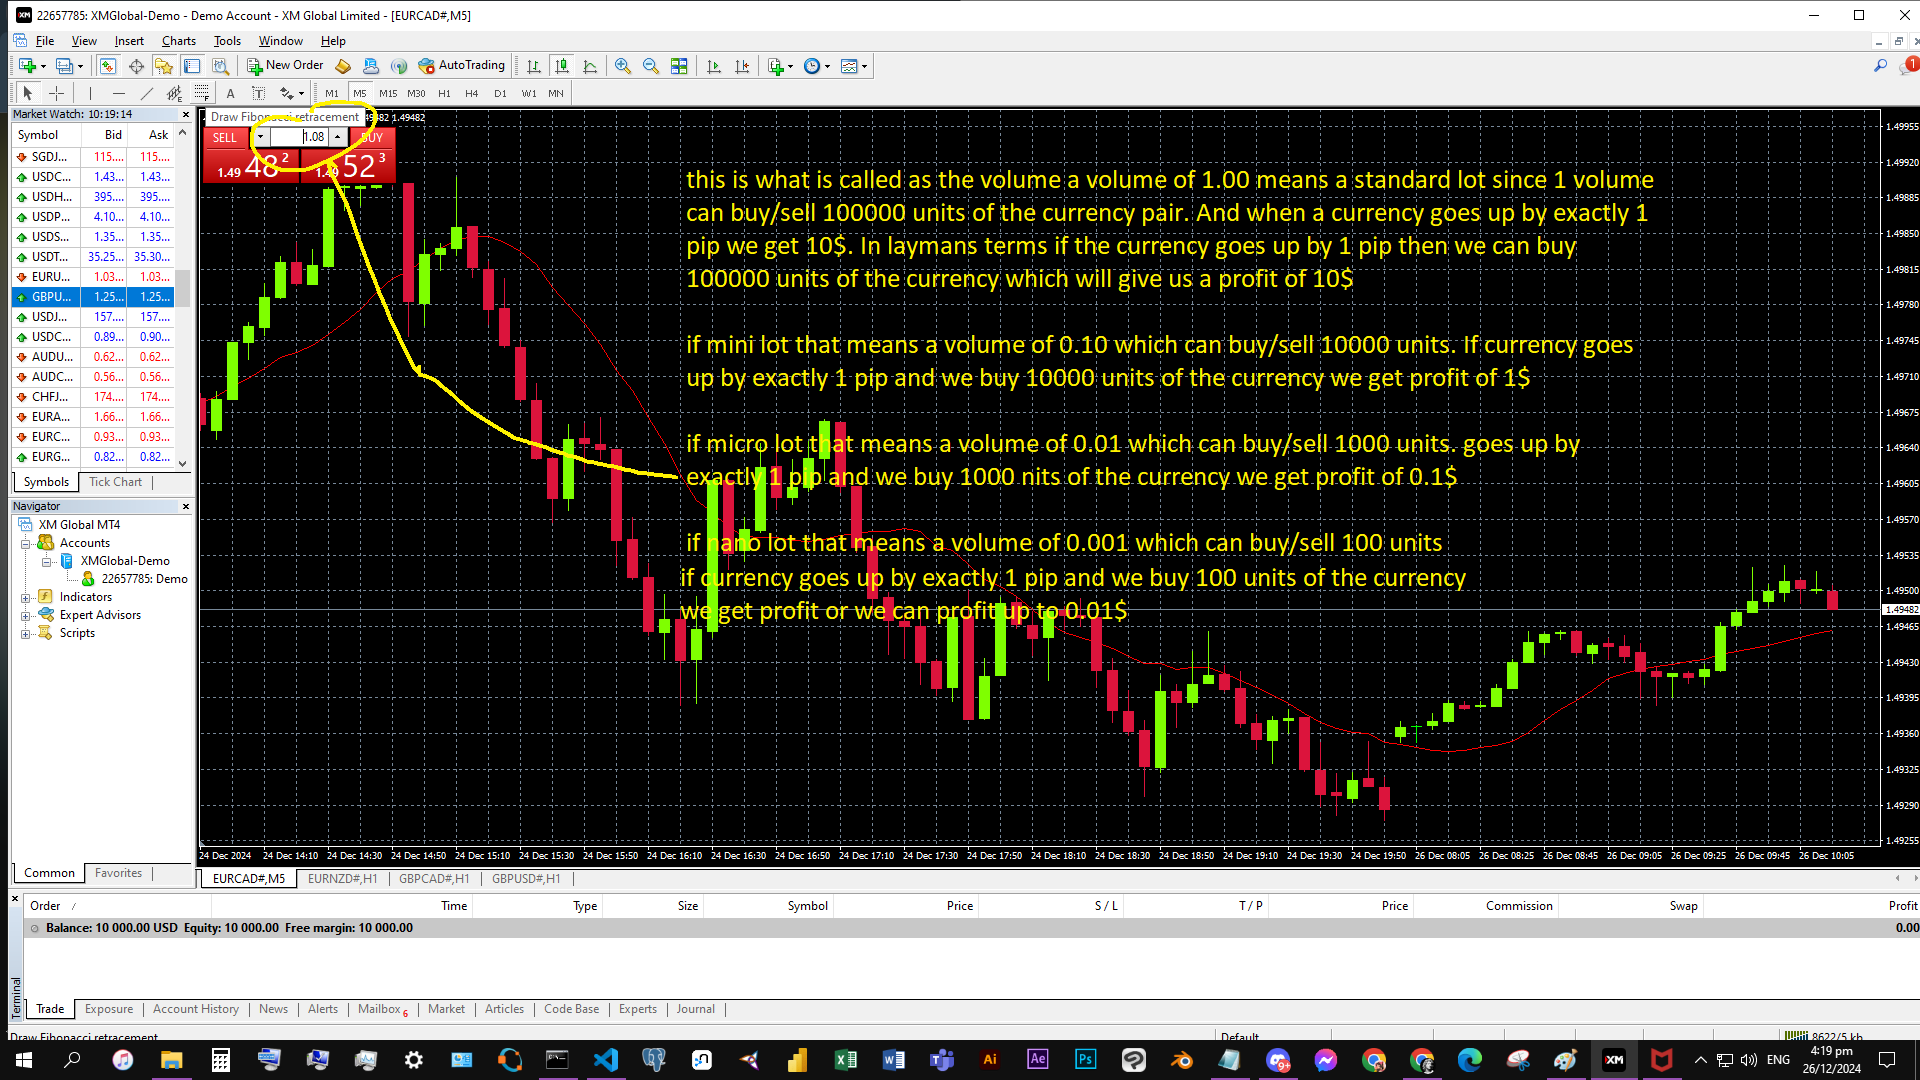 22657785: XMGlobal-Demo - Demo Account - XM Global Limited - [EURCAD#,M5]
File View Insert Charts Tools Window Help
New Order AutoTrading 1
A T M1 M5 M15 M30 H1 H4 D1 W1 MN
Market Watch: 10:19:14
Symbol Bid Ask
SGDJ... 115.... 115....
USDC... 1.43... 1.43...
USDH... 395.... 395....
USDP... 4.10... 4.10...
USDS... 1.35... 1.35...
USDT... 35.25... 35.30...
EURU... 1.03... 1.03...
GBPU... 1.25... 1.25...
USDJ... 157.... 157....
USDC... 0.89... 0.90...
AUDU... 0.62... 0.62...
AUDC... 0.56... 0.56...
CHFJ... 174.... 174....
EURA... 1.66... 1.66...
EURC... 0.93... 0.93...
EURG... 0.82... 0.82...
Symbols Tick Chart
Navigator
XM Global MT4
Accounts
XMGlobal-Demo
22657785: Demo
Indicators
Expert Advisors
Scripts
Common Favorites
Draw Fibonacci retracement 1.49482
SELL 1.08 BUY
1.49 48 2 1.49 52 3
this is what is called as the volume a volume of 1.00 means a standard lot since 1 volume
can buy/sell 100000 units of the currency pair. And when a currency goes up by exactly 1
pip we get 10$. In laymans terms if the currency goes up by 1 pip then we can buy
100000 units of the currency which will give us a profit of 10$
if mini lot that means a volume of 0.10 which can buy/sell 10000 units. If currency goes
up by exactly 1 pip and we buy 10000 units of the currency we get profit of 1$
if micro lot that means a volume of 0.01 which can buy/sell 1000 units. goes up by
exactly 1 pip and we buy 1000 nits of the currency we get profit of 0.1$
if nano lot that means a volume of 0.001 which can buy/sell 100 units
if currency goes up by exactly 1 pip and we buy 100 units of the currency
we get profit or we can profit up to 0.01$
1.49955
1.49920
1.49885
1.49850
1.49815
1.49780
1.49745
1.49710
1.49675
1.49640
1.49605
1.49570
1.49535
1.49500
1.49482
1.49465
1.49430
1.49395
1.49360
1.49325
1.49290
1.49255
24 Dec 2024 24 Dec 14:10 24 Dec 14:30 24 Dec 14:50 24 Dec 15:10 24 Dec 15:30 24 Dec 15:50 24 Dec 16:10 24 Dec 16:30 24 Dec 16:50 24 Dec 17:10 24 Dec 17:30 24 Dec 17:50 24 Dec 18:10 24 Dec 18:30 24 Dec 18:50 24 Dec 19:10 24 Dec 19:30 24 Dec 19:50 26 Dec 08:05 26 Dec 08:25 26 Dec 08:45 26 Dec 09:05 26 Dec 09:25 26 Dec 09:45 26 Dec 10:05
EURCAD#,M5 EURNZD#,H1 GBPCAD#,H1 GBPUSD#,H1
Order / Time Type Size Symbol Price S / L T / P Price Commission Swap Profit
Balance: 10 000.00 USD Equity: 10 000.00 Free margin: 10 000.00 0.00
Terminal
Trade Exposure Account History News Alerts Mailbox 6 Market Articles Code Base Experts Journal
Draw Fibonacci retracement Default 8622/5 kb
Ai Ae Ps 9+ XM ENG 4:19 pm
26/12/2024